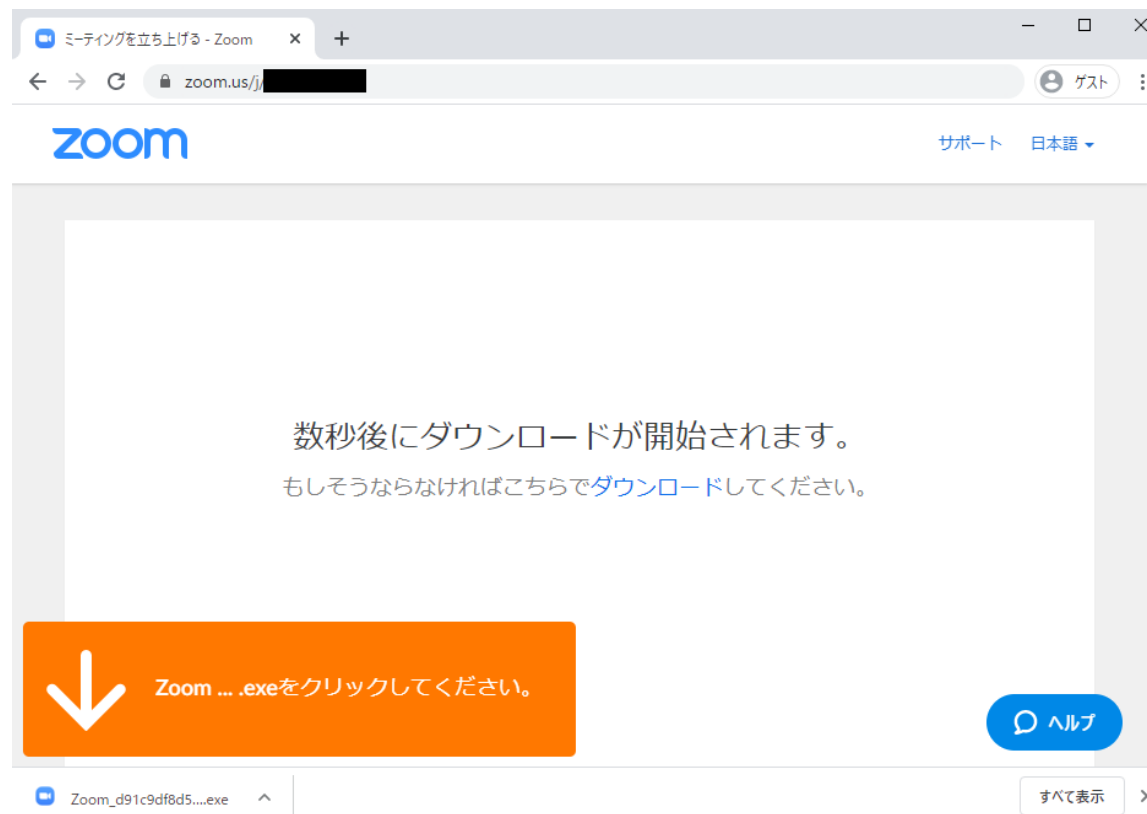 ミーティングを立ち上げる - Zoom
zoom.us/j/
ゲスト
zoom
サポート 日本語
数秒後にダウンロードが開始されます。
もしそうならなければこちらでダウンロードしてください。
Zoom ... .exeをクリックしてください。
ヘルプ
Zoom_d91c9df8d5....exe
すべて表示